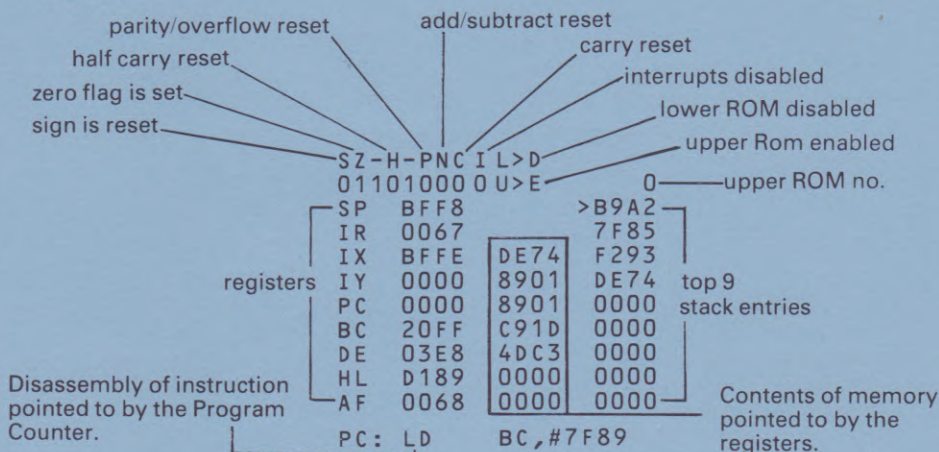 parity/overflow reset
add/subtract reset
half carry reset
carry reset
zero flag is set
interrupts disabled
sign is reset
lower ROM disabled
SZ-H-PNC I L>D
upper Rom enabled
01101000 0 U>E 0 upper ROM no.
SP BFF8 >B9A2
IR 0067 7F85
IX BFFE DE74 F293
registers IY 0000 8901 DE74 top 9
PC 0000 8901 0000 stack entries
BC 20FF C91D 0000
DE 03E8 4DC3 0000
HL D189 0000 0000
AF 0068 0000 0000
Disassembly of instruction
pointed to by the Program
Counter.
Contents of memory
pointed to by the
registers.
PC: LD BC,#7F89